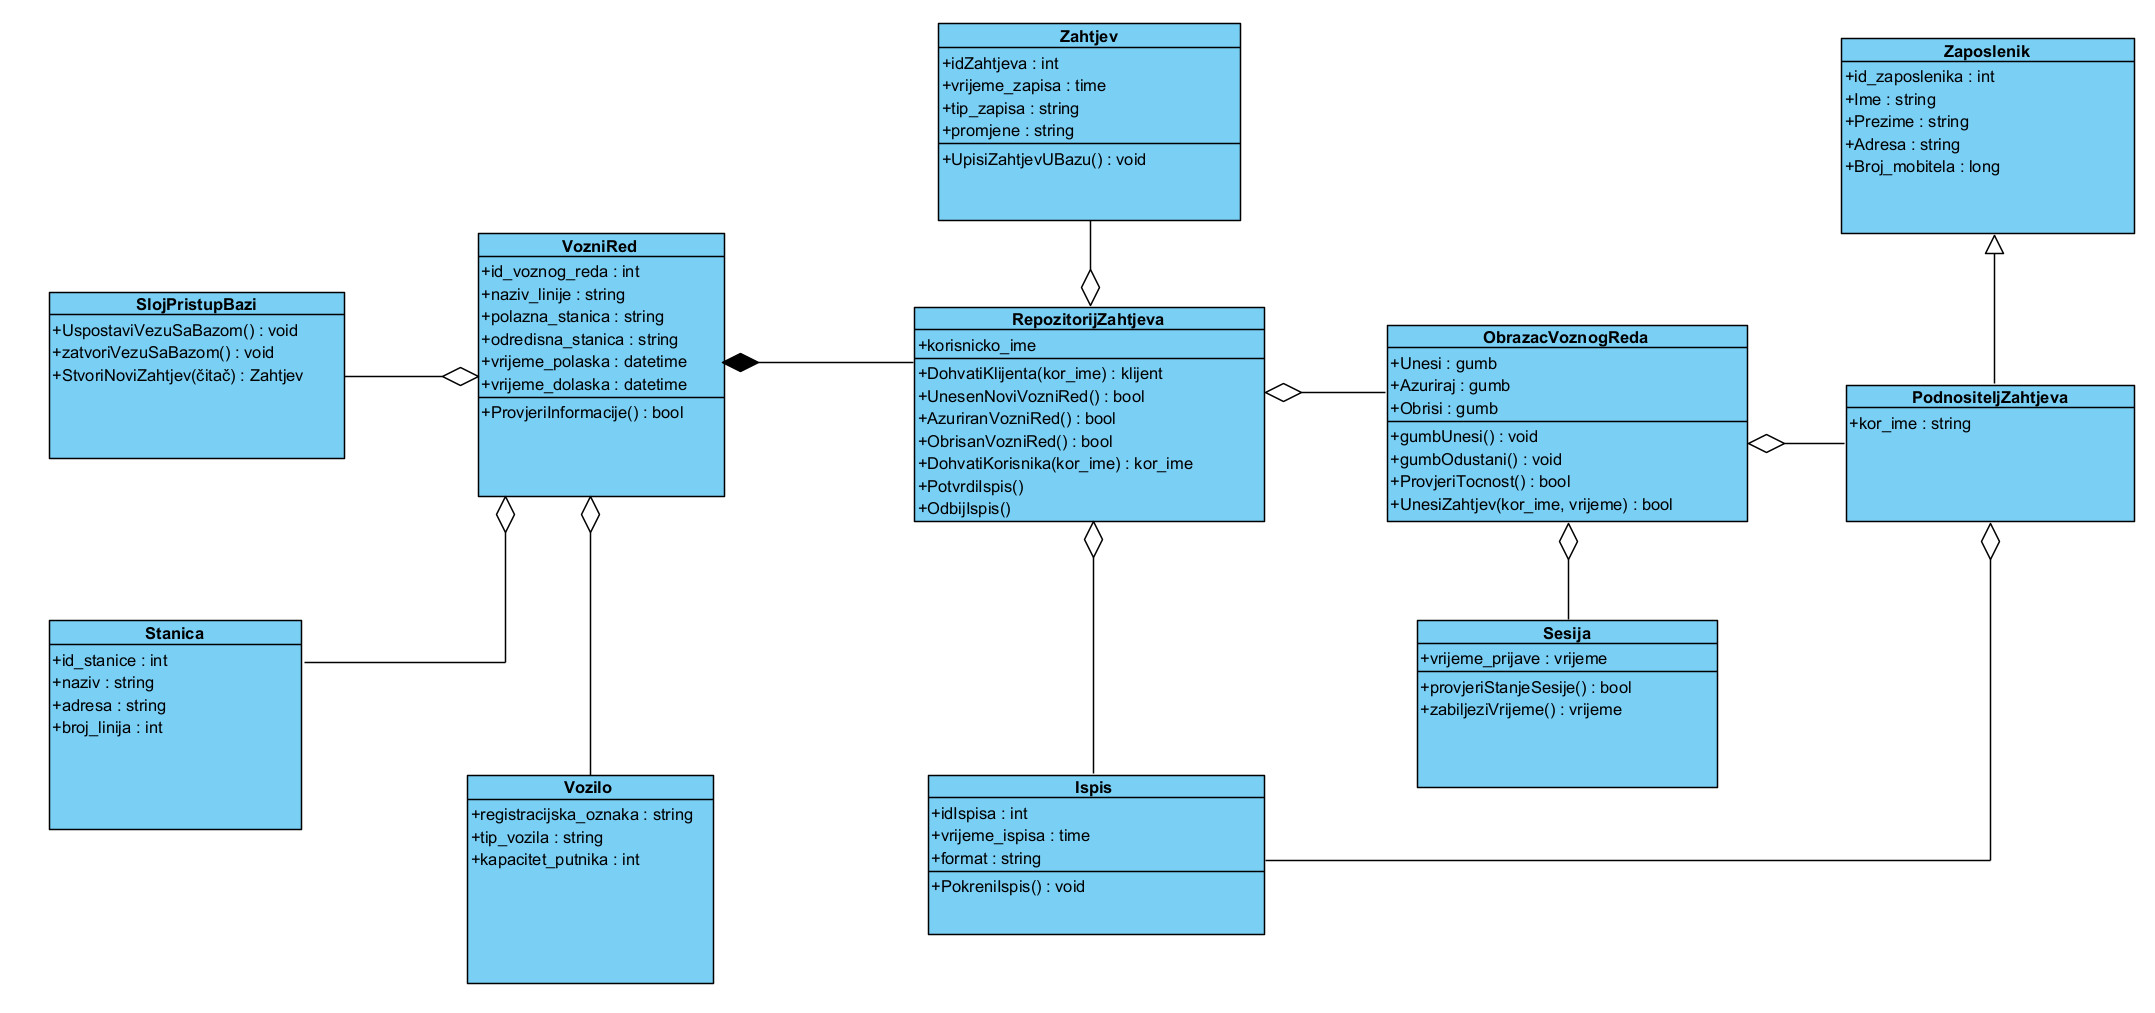 Zahtjev
+idZahtjeva : int
+vrijeme_zapisa : time
+tip_zapisa : string
+promjene : string
+UpisiZahtjevUBazu() : void
Zaposlenik
+id_zaposlenika : int
+Ime : string
+Prezime : string
+Adresa : string
+Broj_mobitela : long
VozniRed
+id_voznog_reda : int
+naziv_linije : string
+polazna_stanica : string
+odredisna_stanica : string
+vrijeme_polaska : datetime
+vrijeme_dolaska : datetime
+ProvjeriInformacije() : bool
SlojPristupBazi
+UspostaviVezuSaBazom() : void
+zatvoriVezuSaBazom() : void
+StvoriNoviZahtjev(čitač) : Zahtjev
RepozitorijZahtjeva
+korisnicko_ime
+DohvatiKlijenta(kor_ime) : klijent
+UnesenNoviVozniRed() : bool
+AzuriranVozniRed() : bool
+ObrisanVozniRed() : bool
+DohvatiKorisnika(kor_ime) : kor_ime
+PotvrdiIspis()
+OdbijIspis()
ObrazacVoznogReda
+Unesi : gumb
+Azuriraj : gumb
+Obrisi : gumb
+gumbUnesi() : void
+gumbOdustani() : void
+ProvjeriTocnost() : bool
+UnesiZahtjev(kor_ime, vrijeme) : bool
PodnositeljZahtjeva
+kor_ime : string
Stanica
+id_stanice : int
+naziv : string
+adresa : string
+broj_linija : int
Sesija
+vrijeme_prijave : vrijeme
+provjeriStanjeSesije() : bool
+zabiljeziVrijeme() : vrijeme
Vozilo
+registracijska_oznaka : string
+tip_vozila : string
+kapacitet_putnika : int
Ispis
+idIspisa : int
+vrijeme_ispisa : time
+format : string
+PokreniIspis() : void